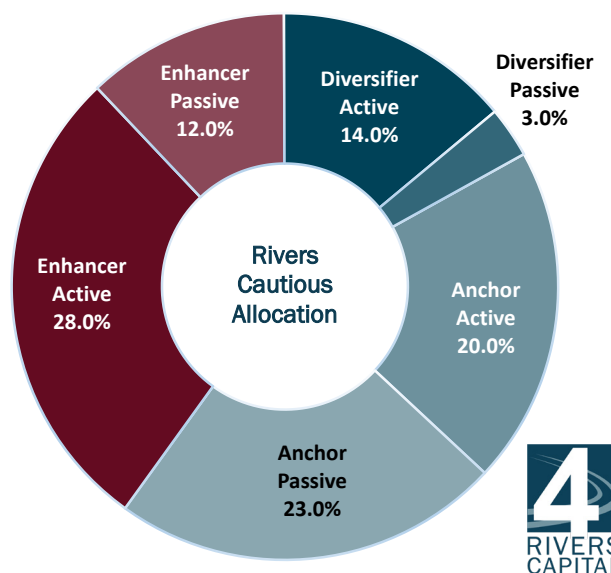 Diversifier
Active
14.0%
Diversifier
Passive
3.0%
Anchor
Active
20.0%
Anchor
Passive
23.0%
Enhancer
Active
28.0%
Enhancer
Passive
12.0%
Rivers
Cautious
Allocation
4
RIVERS
CAPITAL